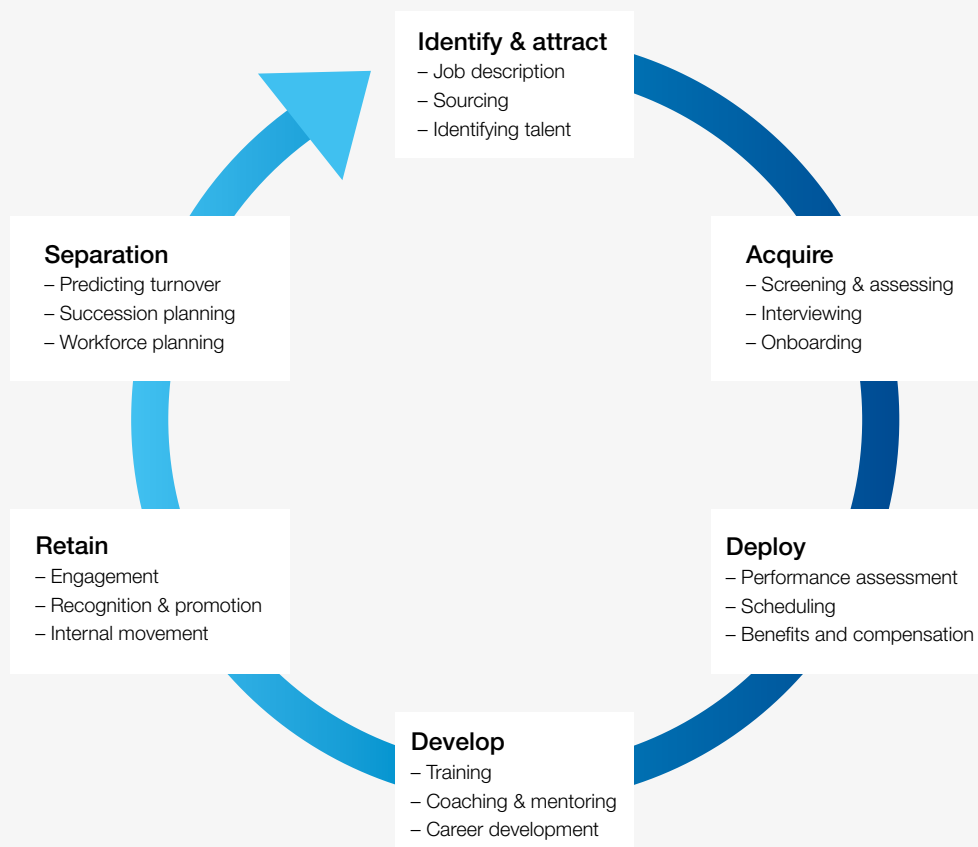 Identify & attract
– Job description
– Sourcing
– Identifying talent
Acquire
– Screening & assessing
– Interviewing
– Onboarding
Deploy
– Performance assessment
– Scheduling
– Benefits and compensation
Develop
– Training
– Coaching & mentoring
– Career development
Retain
– Engagement
– Recognition & promotion
– Internal movement
Separation
– Predicting turnover
– Succession planning
– Workforce planning